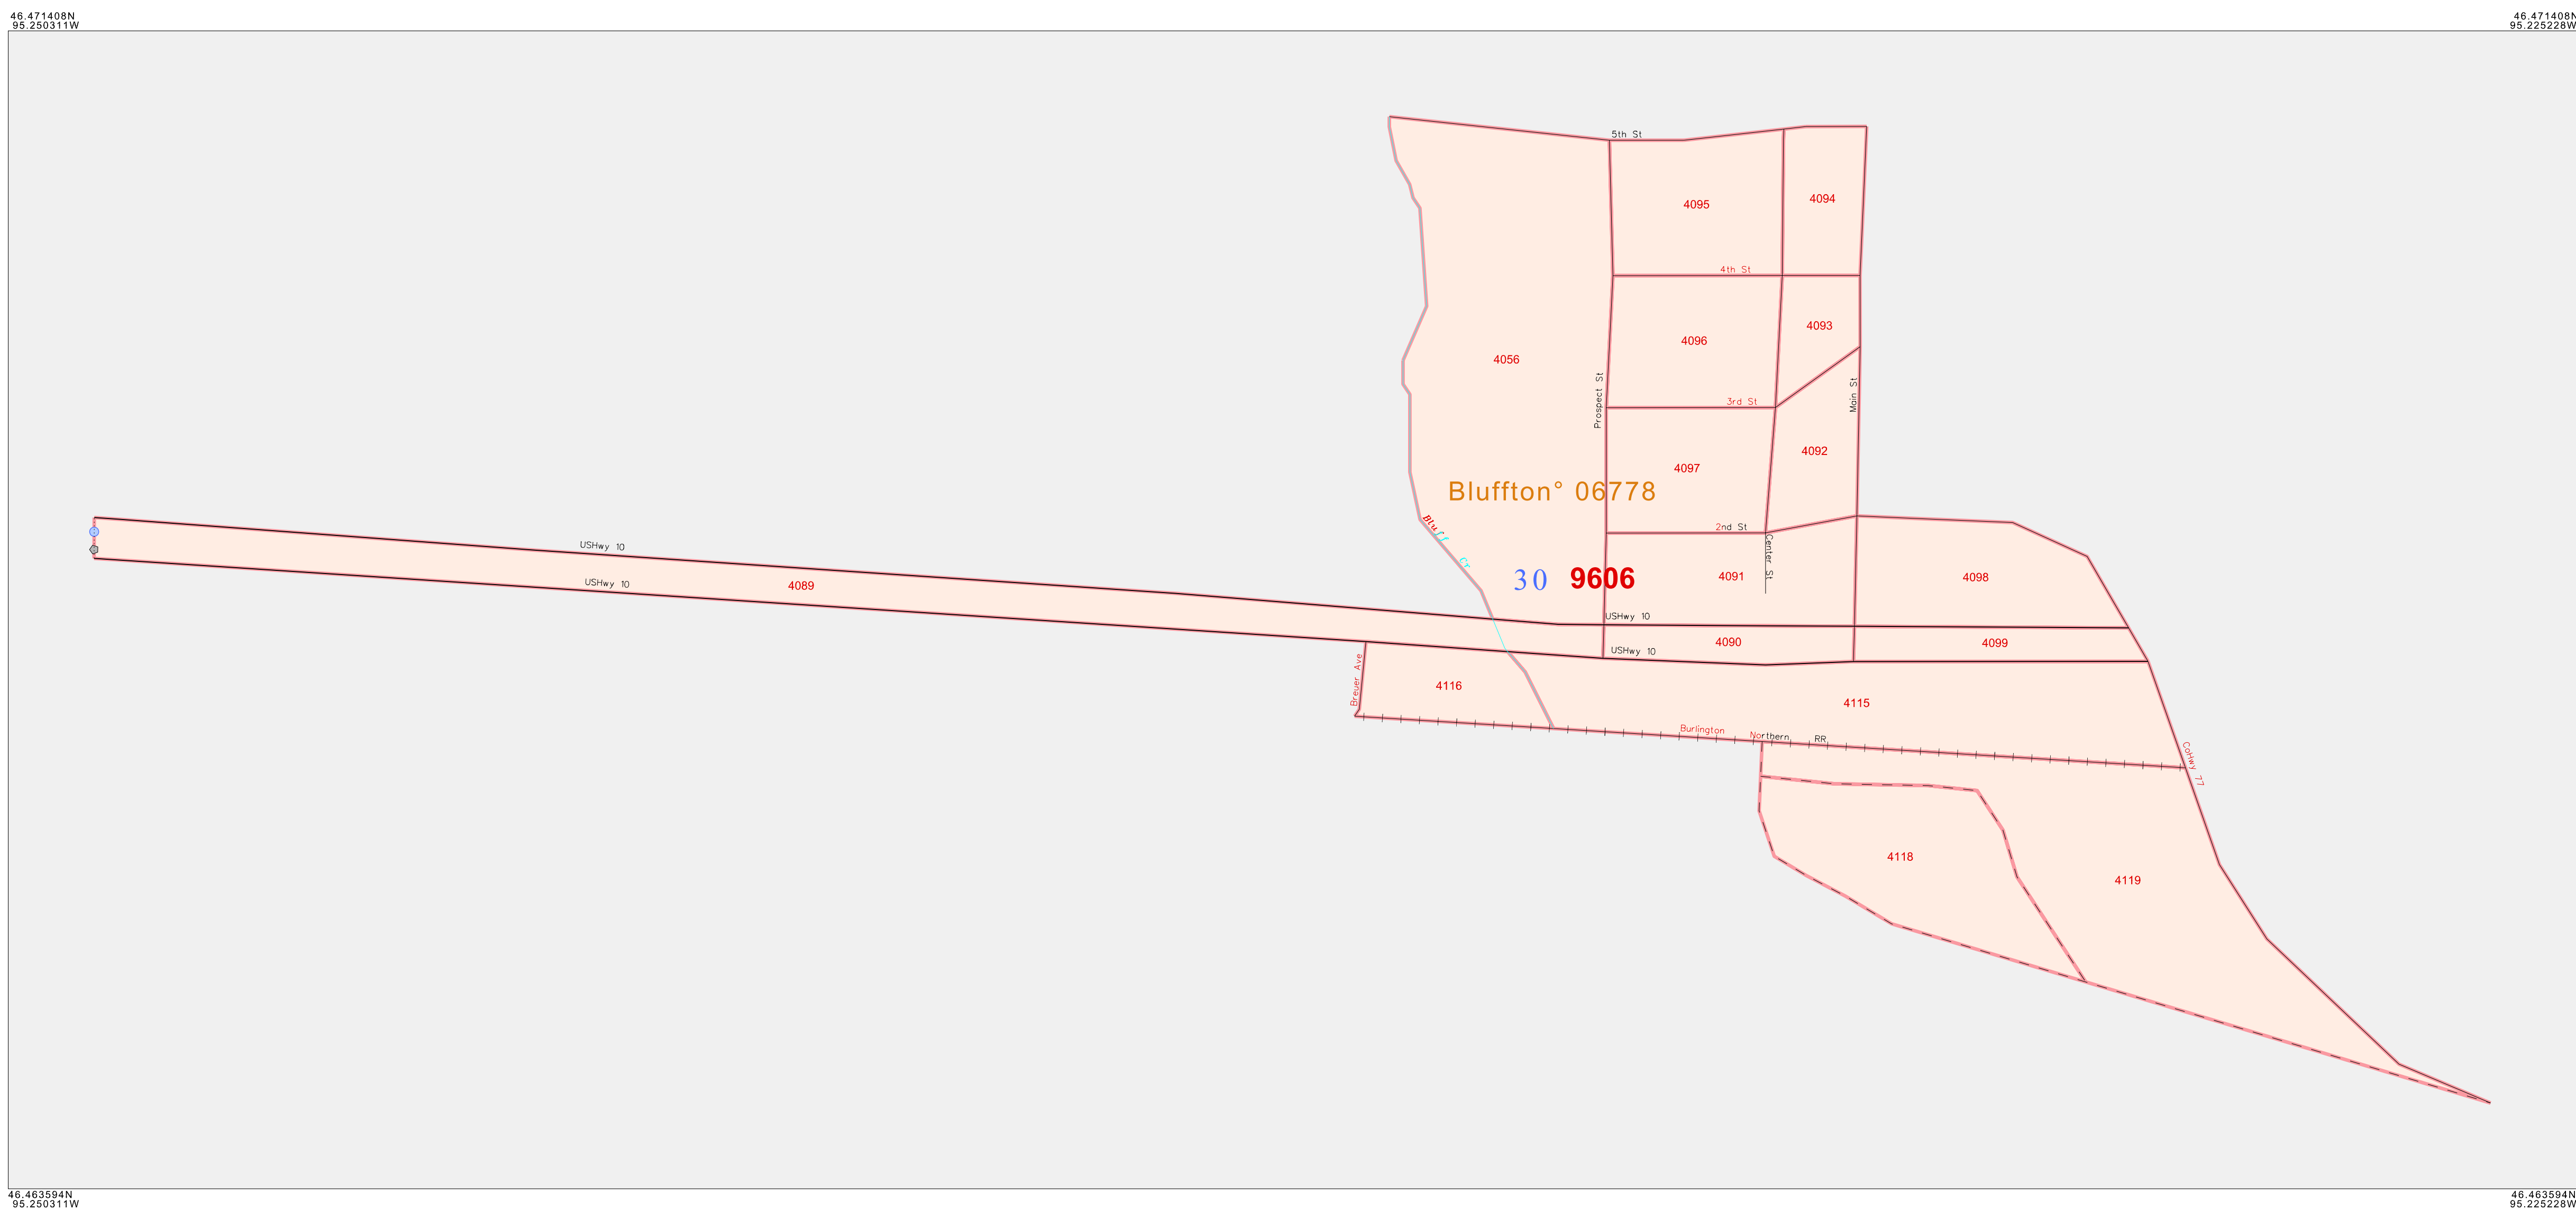 46.471408N
95.250311W
46.471408N
95.225228W
5th St
4095
4094
4th St
4093
4096
4056
Prospect St
Main St
3rd St
4092
4097
Bluffton° 06778
Bluff Cr
2nd St
Center St
USHwy 10
USHwy 10
4089
30
9606
4091
4098
USHwy 10
4090
4099
USHwy 10
Breuer Ave
4116
4115
Burlington Northern RR
CoHwy 77
4118
4119
46.463594N
95.250311W
46.463594N
95.225228W